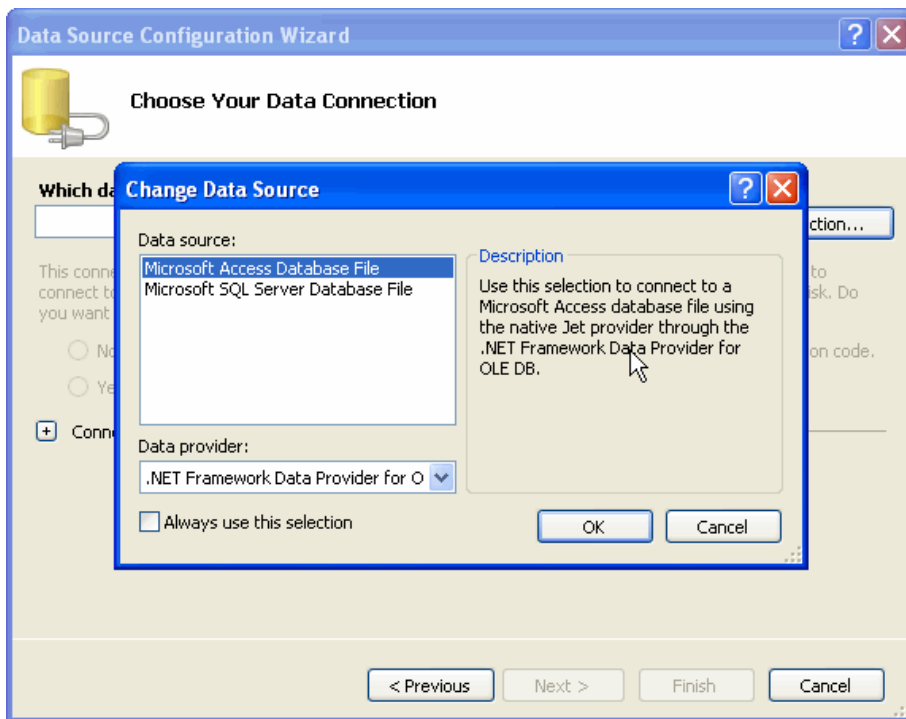 Data Source Configuration Wizard
Choose Your Data Connection
Which da
ction...
This conne
to
connect to
isk. Do
you want
No
on code.
Ye
Conn
Change Data Source
Data source:
Microsoft Access Database File
Microsoft SQL Server Database File
Description
Use this selection to connect to a
Microsoft Access database file using
the native Jet provider through the
.NET Framework Data Provider for
OLE DB.
Data provider:
.NET Framework Data Provider for O
Always use this selection
OK
Cancel
< Previous
Next >
Finish
Cancel